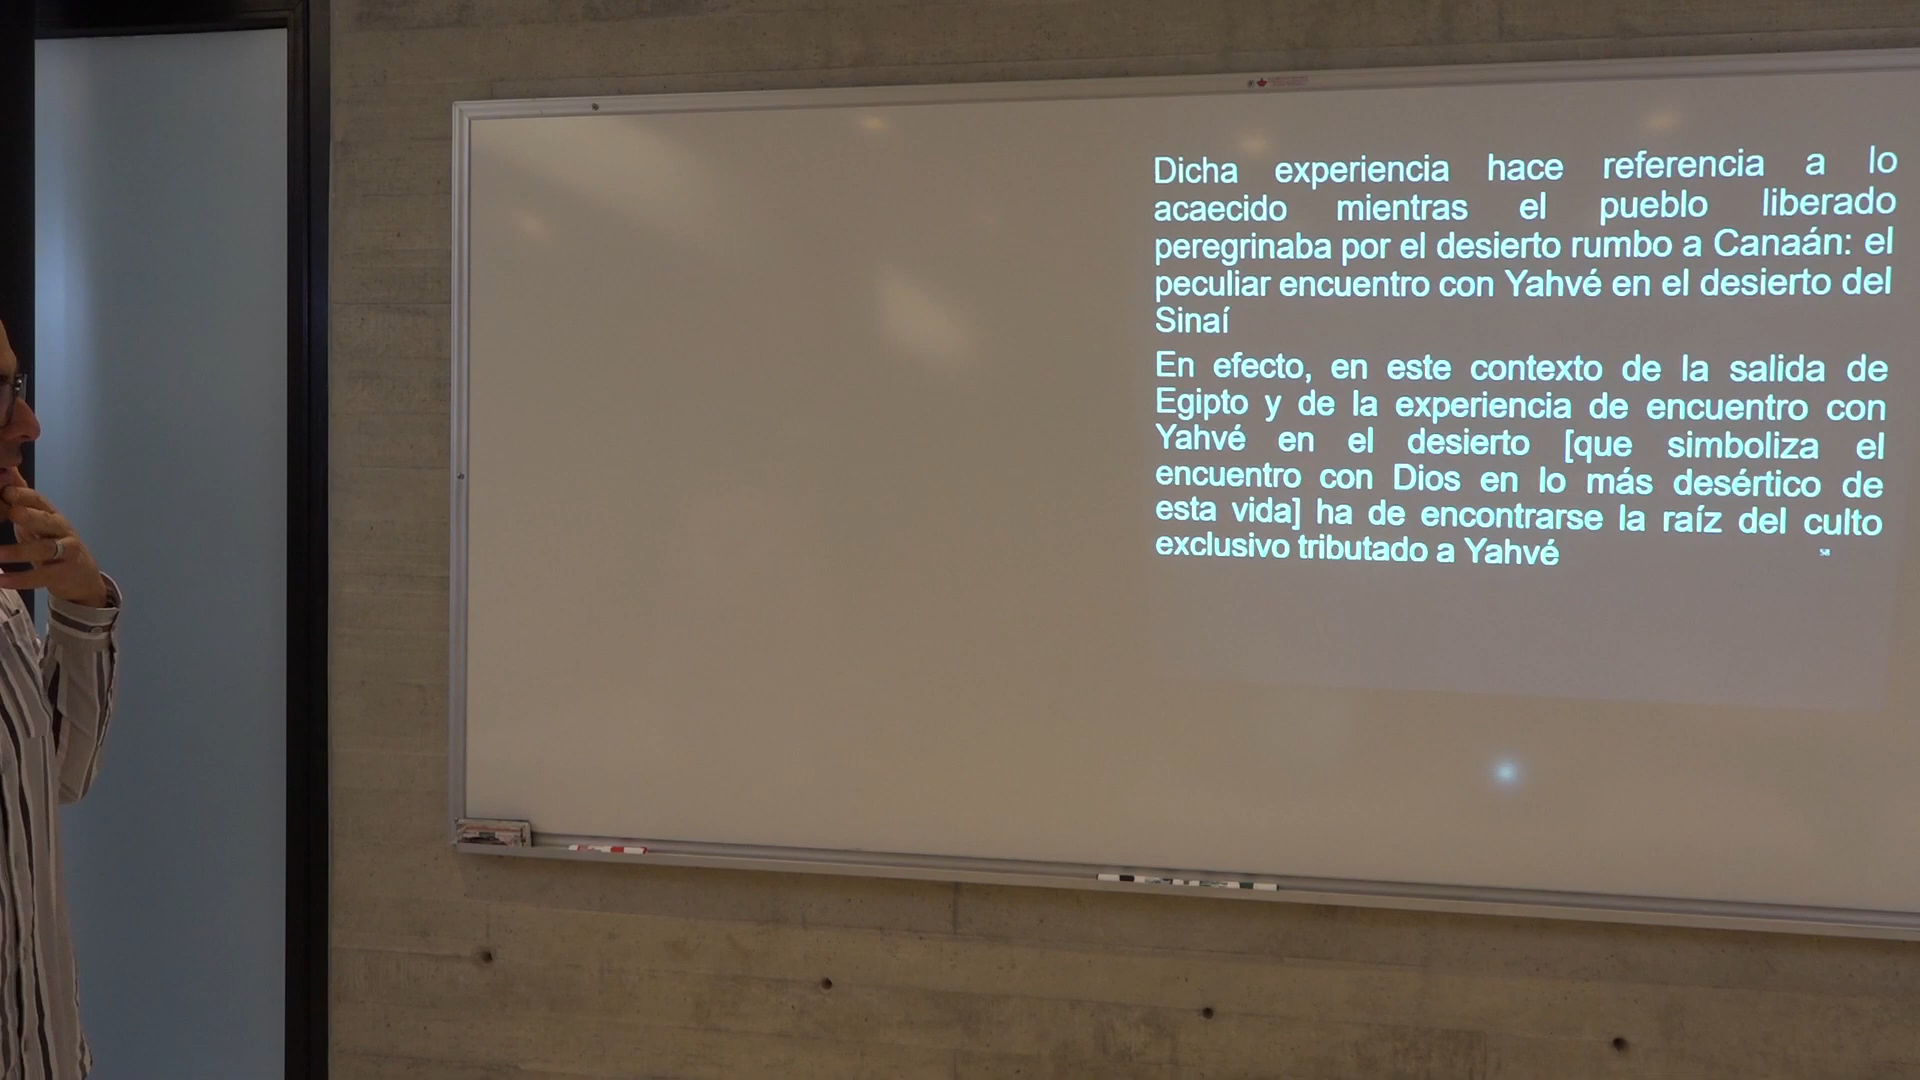 Dicha experiencia hace referencia a lo
acaecido mientras el pueblo liberado
peregrinaba por el desierto rumbo a Canaán: el
peculiar encuentro con Yahvé en el desierto del
Sinaí
En efecto, en este contexto de la salida de
Egipto y de la experiencia de encuentro con
Yahvé en el desierto [que simboliza el
encuentro con Dios en lo más desértico de
esta vida] ha de encontrarse la raíz del culto
exclusivo tributado a Yahvé
58